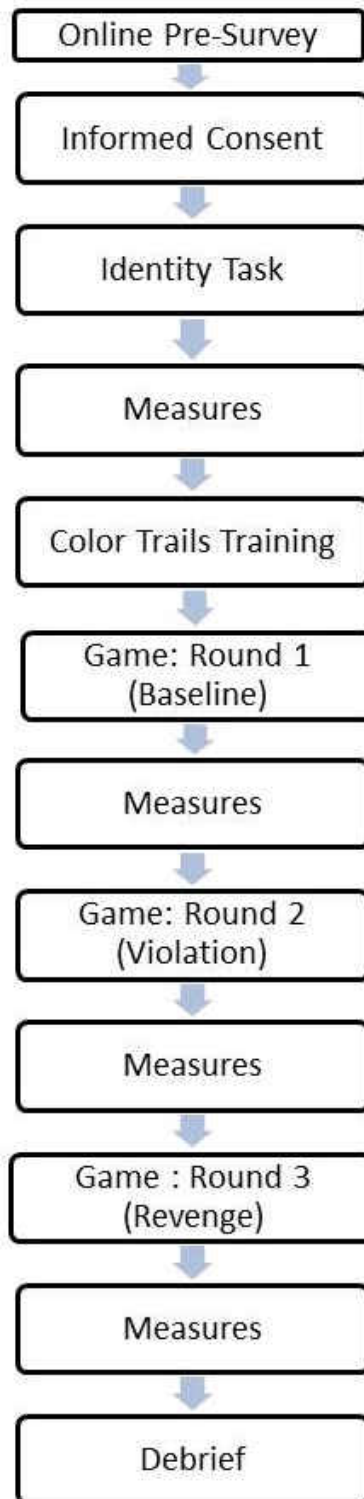 Online Pre-Survey
Informed Consent
Identity Task
Measures
Color Trails Training
Game: Round 1
(Baseline)
Measures
Game: Round 2
(Violation)
Measures
Game : Round 3
(Revenge)
Measures
Debrief